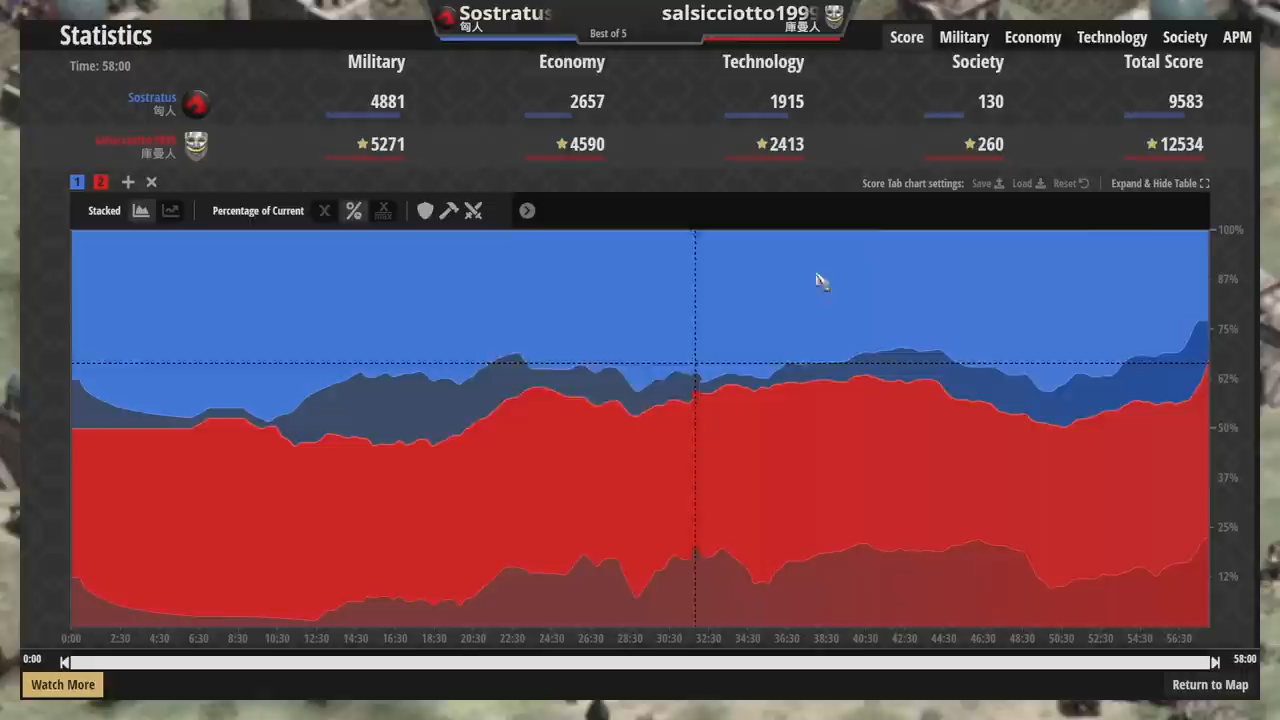 Sostratus
匈人
Best of 5
salsicciotto1999
庫曼人
Statistics
Score Military Economy Technology Society APM
Time: 58:00
Military Economy Technology Society Total Score
Sostratus
匈人
4881 2657 1915 130 9583
salsicciotto1999
庫曼人
5271 4590 2413 260 12534
1 2
Score Tab chart settings: Save Load Reset Expand & Hide Table
Stacked Percentage of Current X % X max
100%
87%
75%
62%
50%
37%
25%
12%
0:00 2:30 4:30 6:30 8:30 10:30 12:30 14:30 16:30 18:30 20:30 22:30 24:30 26:30 28:30 30:30 32:30 34:30 36:30 38:30 40:30 42:30 44:30 46:30 48:30 50:30 52:30 54:30 56:30
0:00 58:00
Watch More
Return to Map